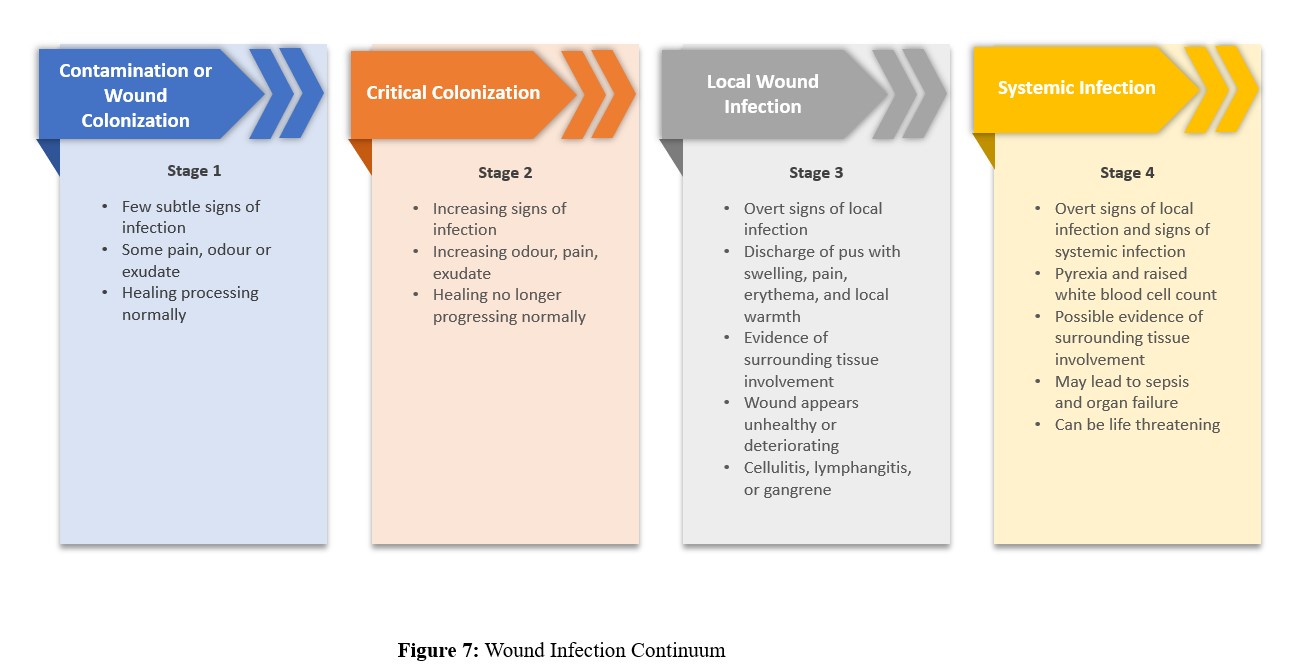 Contamination or
Wound
Colonization
Stage 1
• Few subtle signs of
infection
• Some pain, odour or
exudate
• Healing processing
normally
Critical Colonization
Stage 2
• Increasing signs of
infection
• Increasing odour, pain,
exudate
• Healing no longer
progressing normally
Local Wound
Infection
Stage 3
• Overt signs of local
infection
• Discharge of pus with
swelling, pain,
erythema, and local
warmth
• Evidence of
surrounding tissue
involvement
• Wound appears
unhealthy or
deteriorating
• Cellulitis, lymphangitis,
or gangrene
Systemic Infection
Stage 4
• Overt signs of local
infection and signs of
systemic infection
• Pyrexia and raised
white blood cell count
• Possible evidence of
surrounding tissue
involvement
• May lead to sepsis
and organ failure
• Can be life threatening
Figure 7: Wound Infection Continuum